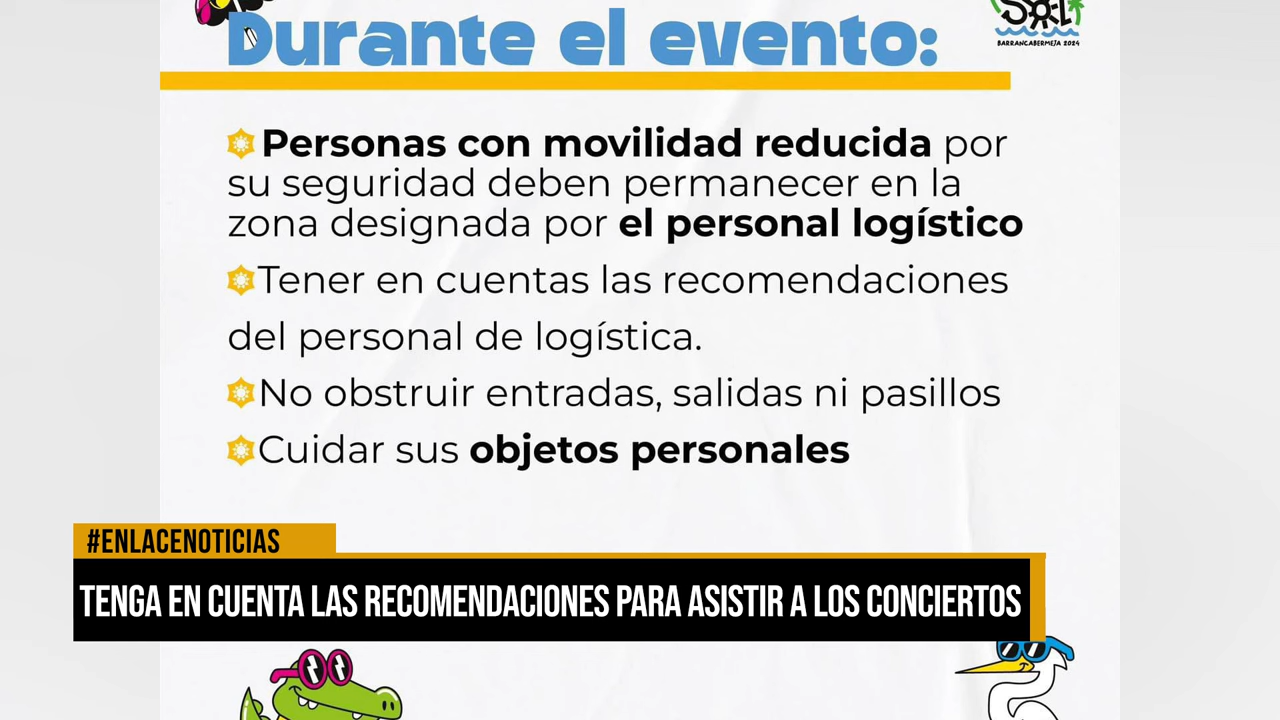 SOL
BARRANCABERMEJA 2024
Durante el evento:
Personas con movilidad reducida por
su seguridad deben permanecer en la
zona designada por el personal logístico
Tener en cuentas las recomendaciones
del personal de logística.
No obstruir entradas, salidas ni pasillos
Cuidar sus objetos personales
#ENLACENOTICIAS
TENGA EN CUENTA LAS RECOMENDACIONES PARA ASISTIR A LOS CONCIERTOS